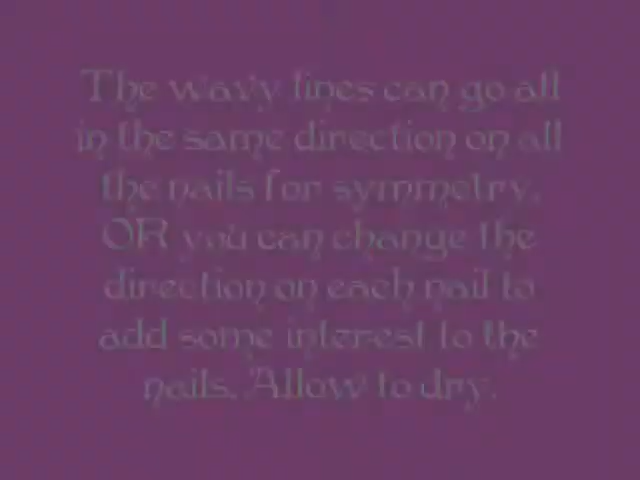 The wavy lines can go all
in the same direction on all
the nails for symmetry,
OR you can change the
direction on each nail to
add some interest to the
nails. Allow to dry.